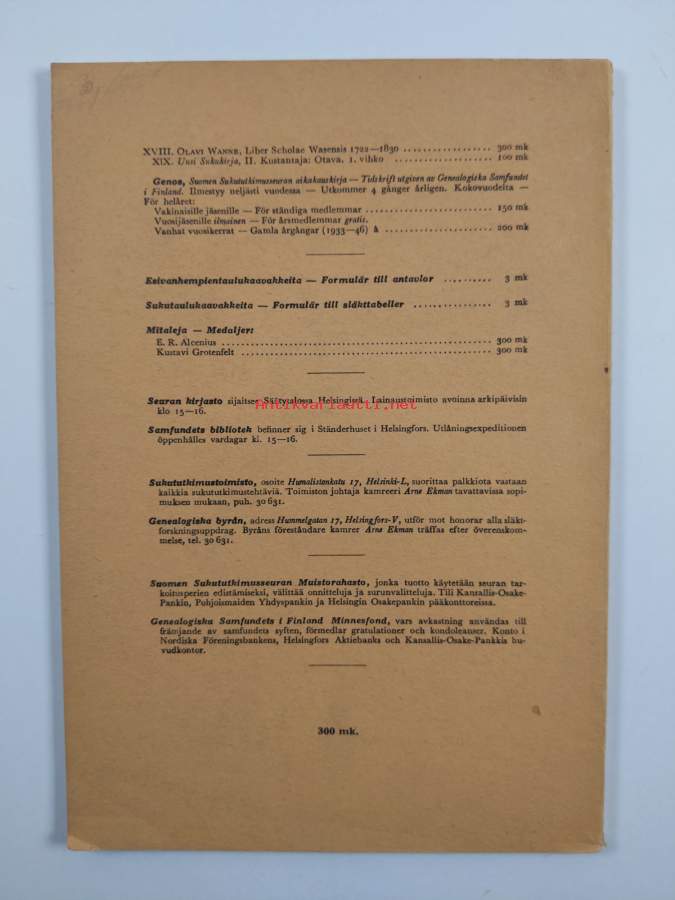 XVIII. OLAVI WANNE, Liber Scholae Wasensis 1722—1830 .................. 300 mk
XIX. Uusi Sukukirja, II. Kustantaja: Otava. 1. vihko .................... 100 mk
Genos, Suomen Sukututkimusseuran aikakauskirja — Tidskrift utgiven av Genealogiska Samfundet
i Finland. Ilmestyy neljästi vuodessa — Utkommer 4 gånger årligen. Kokovuodelta —
För helåret:
Vakinaisille jäsenille — För ständiga medlemmar ........................... 150 mk
Vuosijäsenille ilmainen — För årsmedlemmar gratis.
Vanhat vuosikerrat — Gamla årgångar (1933—46) à ...................... 200 mk
Esivanhempientaulukaavakkeita — Formulär till antavlor .......... 3 mk
Sukutaulukaavakkeita — Formulär till släkttabeller .................. 3 mk
Mitaleja — Medaljer:
E. R. Alcenius .................................................... 300 mk
Kustavi Grotenfelt .................................................. 300 mk
Seuran kirjasto sijaitsee Säätytalossa Helsingissä. Lainaustoimisto avoinna arkipäivisin
Antikvariaatti.net
klo 15—16.
Samfundets bibliotek befinner sig i Ständerhuset i Helsingfors. Utlåningsexpeditionen
öppenhålles vardagar kl. 15—16.
Sukututkimustoimisto, osoite Humalistonkatu 17, Helsinki-L, suorittaa palkkiota vastaan
kaikkia sukututkimustehtäviä. Toimiston johtaja kamreeri Arne Ekman tavattavissa sopi-
muksen mukaan, puh. 30 631.
Genealogiska byrån, adress Hummelgatan 17, Helsingfors-V, utför mot honorar alla släkt-
forskningsuppdrag. Byråns föreståndare kamrer Arne Ekman träffas efter överenskom-
melse, tel. 30 631.
Suomen Sukututkimusseuran Muistorahasto, jonka tuotto käytetään seuran tar-
koitusperien edistämiseksi, välittää onnitteluja ja surunvalitteluja. Tili Kansallis-Osake-
Pankin, Pohjoismaiden Yhdyspankin ja Helsingin Osakepankin pääkonttoreissa.
Genealogiska Samfundets i Finland Minnesfond, vars avkastning användas till
främjande av samfundets syften, förmedlar gratulationer och kondoleanser. Konto i
Nordiska Föreningsbankens, Helsingfors Aktiebanks och Kansallis-Osake-Pankkis hu-
vudkontor.
300 mk.